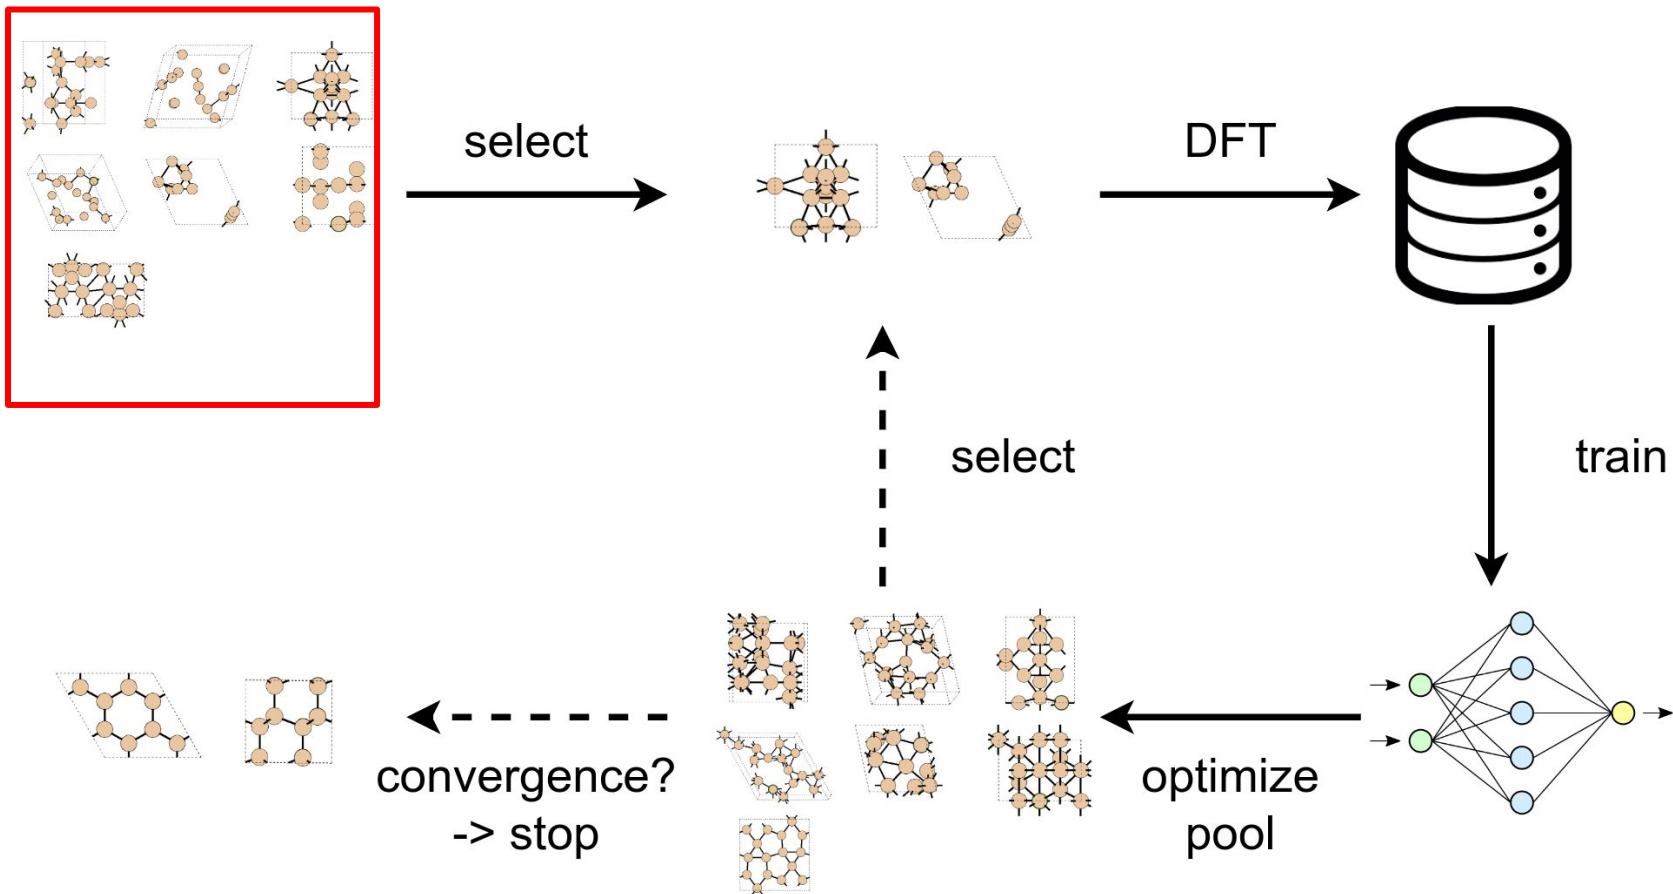 select
DFT
select
train
convergence?
-> stop
optimize
pool